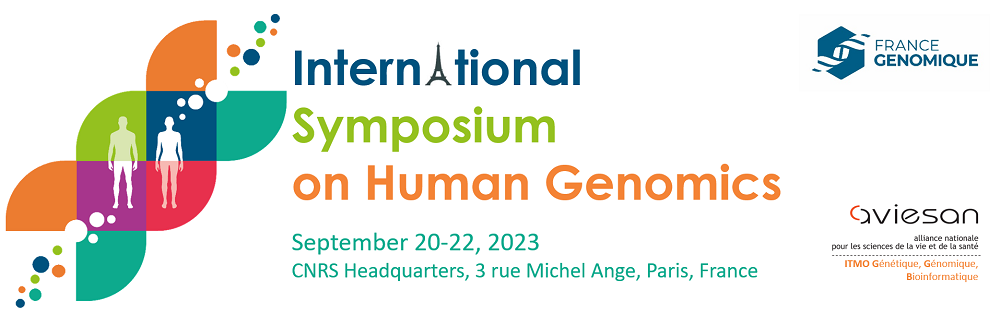 International
Symposium
on Human Genomics
September 20-22, 2023
CNRS Headquarters, 3 rue Michel Ange, Paris, France
FRANCE
GENOMIQUE
aviesan
alliance nationale
pour les sciences de la vie et de la santé
ITMO Génétique, Génomique,
Bioinformatique